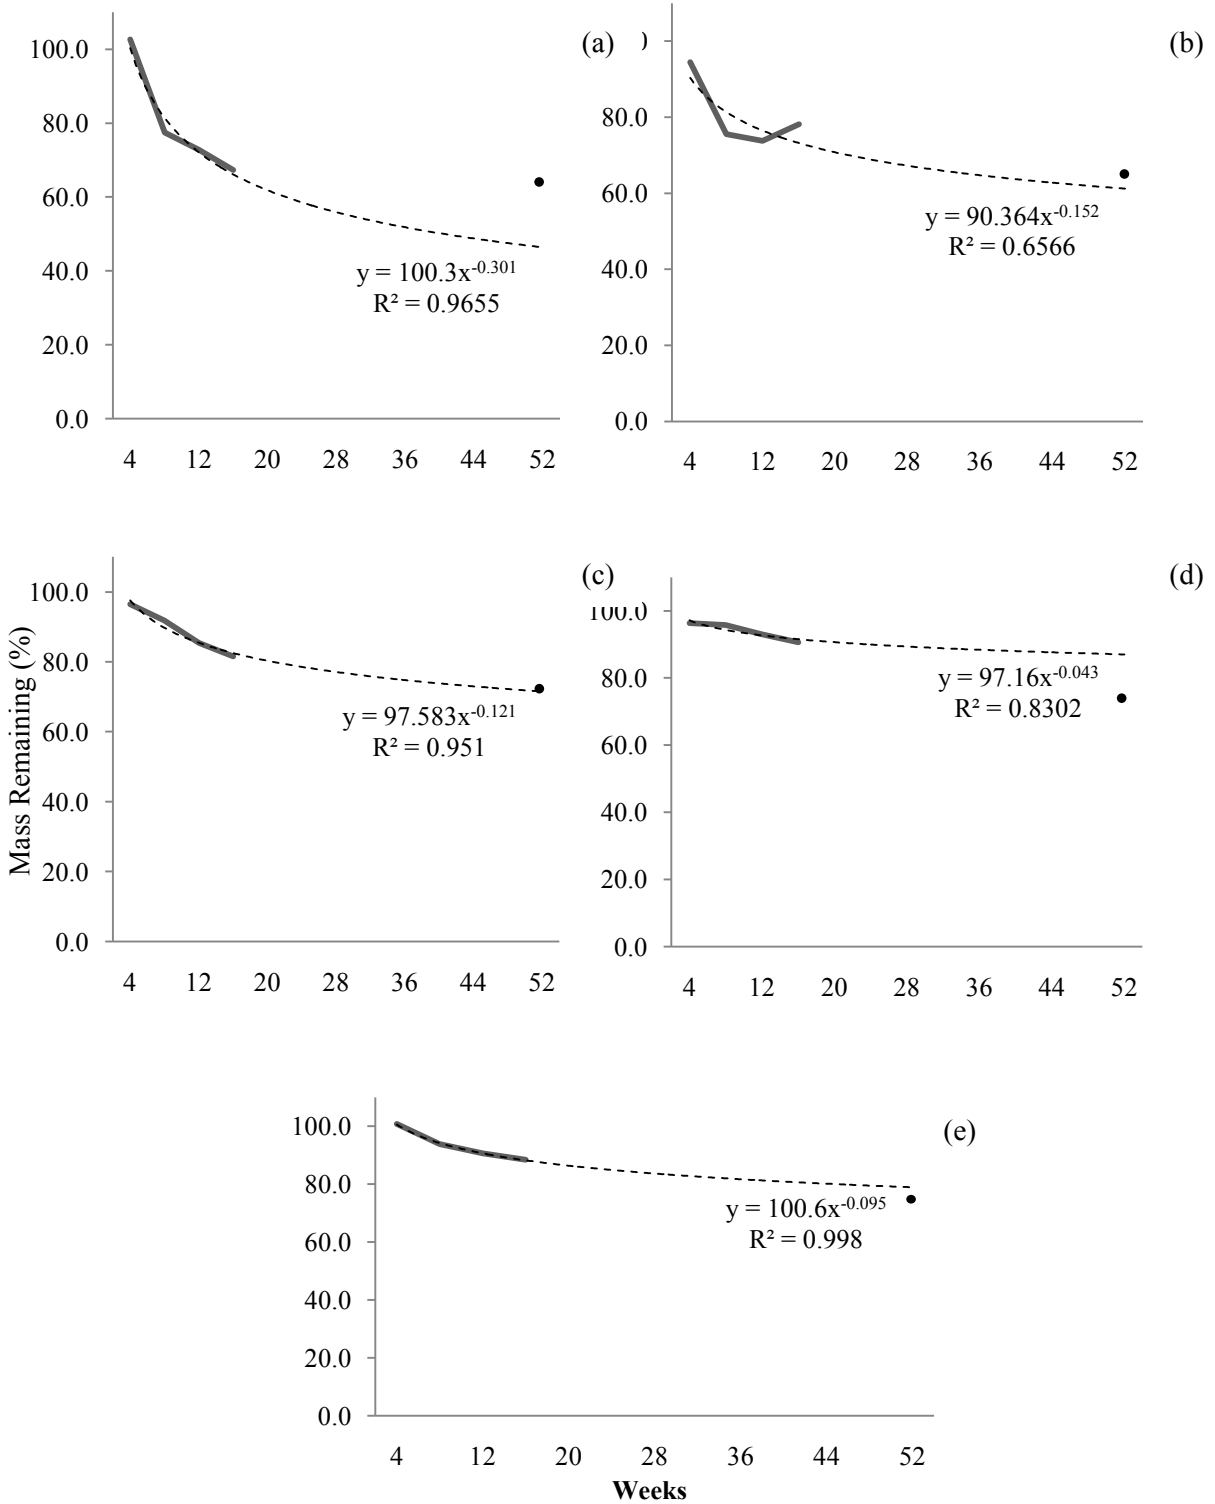 (a)
100.0
80.0
60.0
40.0
20.0
0.0
y = 100.3x^-0.301
R² = 0.9655
4 12 20 28 36 44 52
(b)
)
80.0
60.0
40.0
20.0
0.0
y = 90.364x^-0.152
R² = 0.6566
4 12 20 28 36 44 52
Mass Remaining (%)
(c)
100.0
80.0
60.0
40.0
20.0
0.0
y = 97.583x^-0.121
R² = 0.951
4 12 20 28 36 44 52
(d)
100.0
80.0
60.0
40.0
20.0
0.0
y = 97.16x^-0.043
R² = 0.8302
4 12 20 28 36 44 52
(e)
100.0
80.0
60.0
40.0
20.0
0.0
y = 100.6x^-0.095
R² = 0.998
4 12 20 28 36 44 52
Weeks